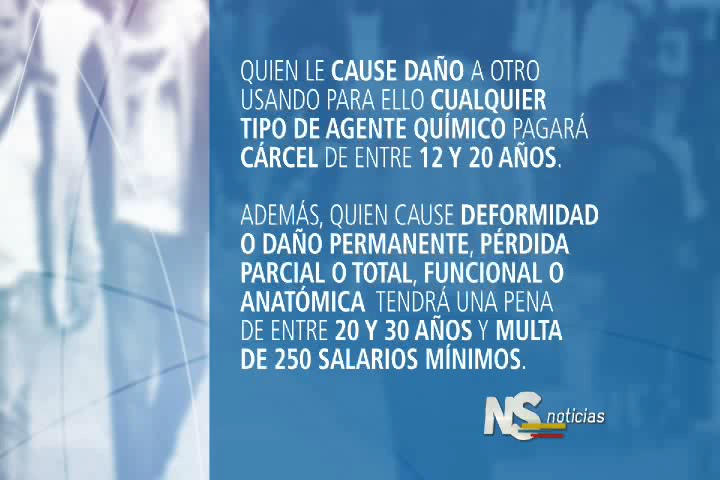 QUIEN LE CAUSE DAÑO A OTRO
USANDO PARA ELLO CUALQUIER
TIPO DE AGENTE QUÍMICO PAGARÁ
CÁRCEL DE ENTRE 12 Y 20 AÑOS.
ADEMÁS, QUIEN CAUSE DEFORMIDAD
O DAÑO PERMANENTE, PÉRDIDA
PARCIAL O TOTAL, FUNCIONAL O
ANATÓMICA TENDRÁ UNA PENA
DE ENTRE 20 Y 30 AÑOS Y MULTA
DE 250 SALARIOS MÍNIMOS.
NS noticias